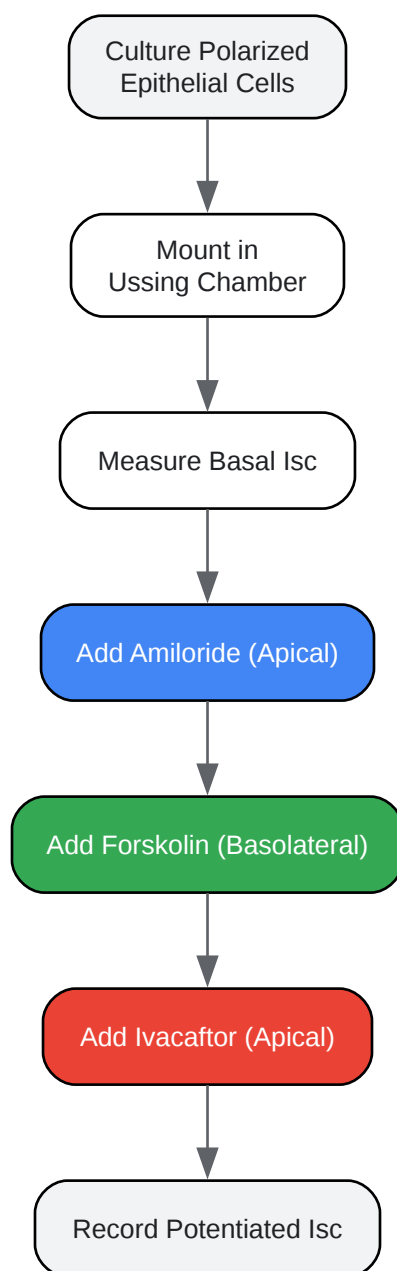 Culture Polarized
Epithelial Cells
Mount in
Ussing Chamber
Measure Basal Isc
Add Amiloride (Apical)
Add Forskolin (Basolateral)
Add Ivacaftor (Apical)
Record Potentiated Isc